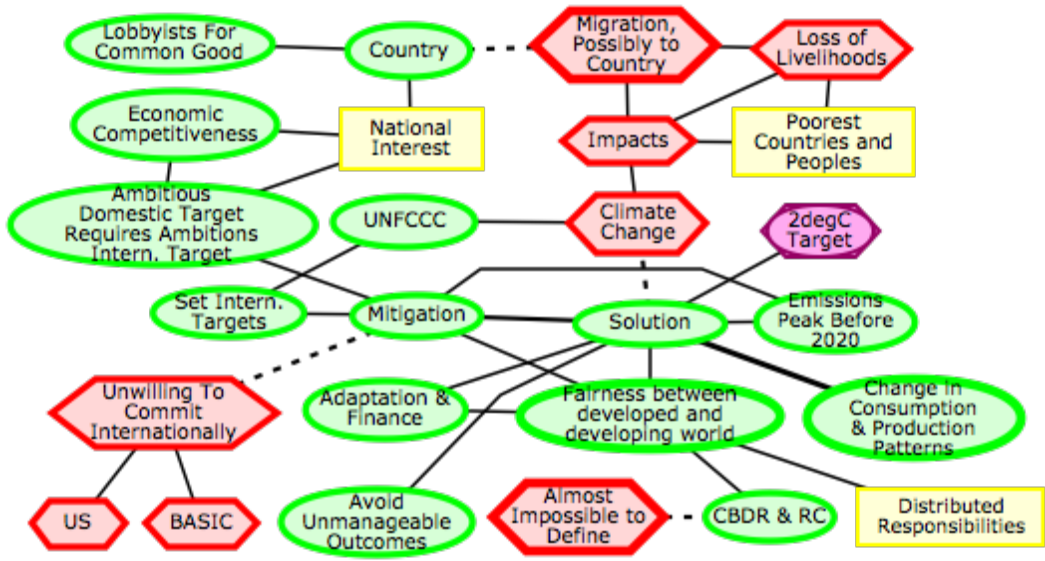 Lobbyists For
Common Good
Country
Migration,
Possibly to
Country
Loss of
Livelihoods
Economic
Competitiveness
National
Interest
Impacts
Poorest
Countries and
Peoples
Ambitious
Domestic Target
Requires Ambitions
Intern. Target
UNFCCC
Climate
Change
2degC
Target
Set Intern.
Targets
Mitigation
Solution
Emissions
Peak Before
2020
Unwilling To
Commit
Internationally
Adaptation &
Finance
Fairness between
developed and
developing world
Change in
Consumption
& Production
Patterns
US
BASIC
Avoid
Unmanageable
Outcomes
Almost
Impossible to
Define
CBDR & RC
Distributed
Responsibilities